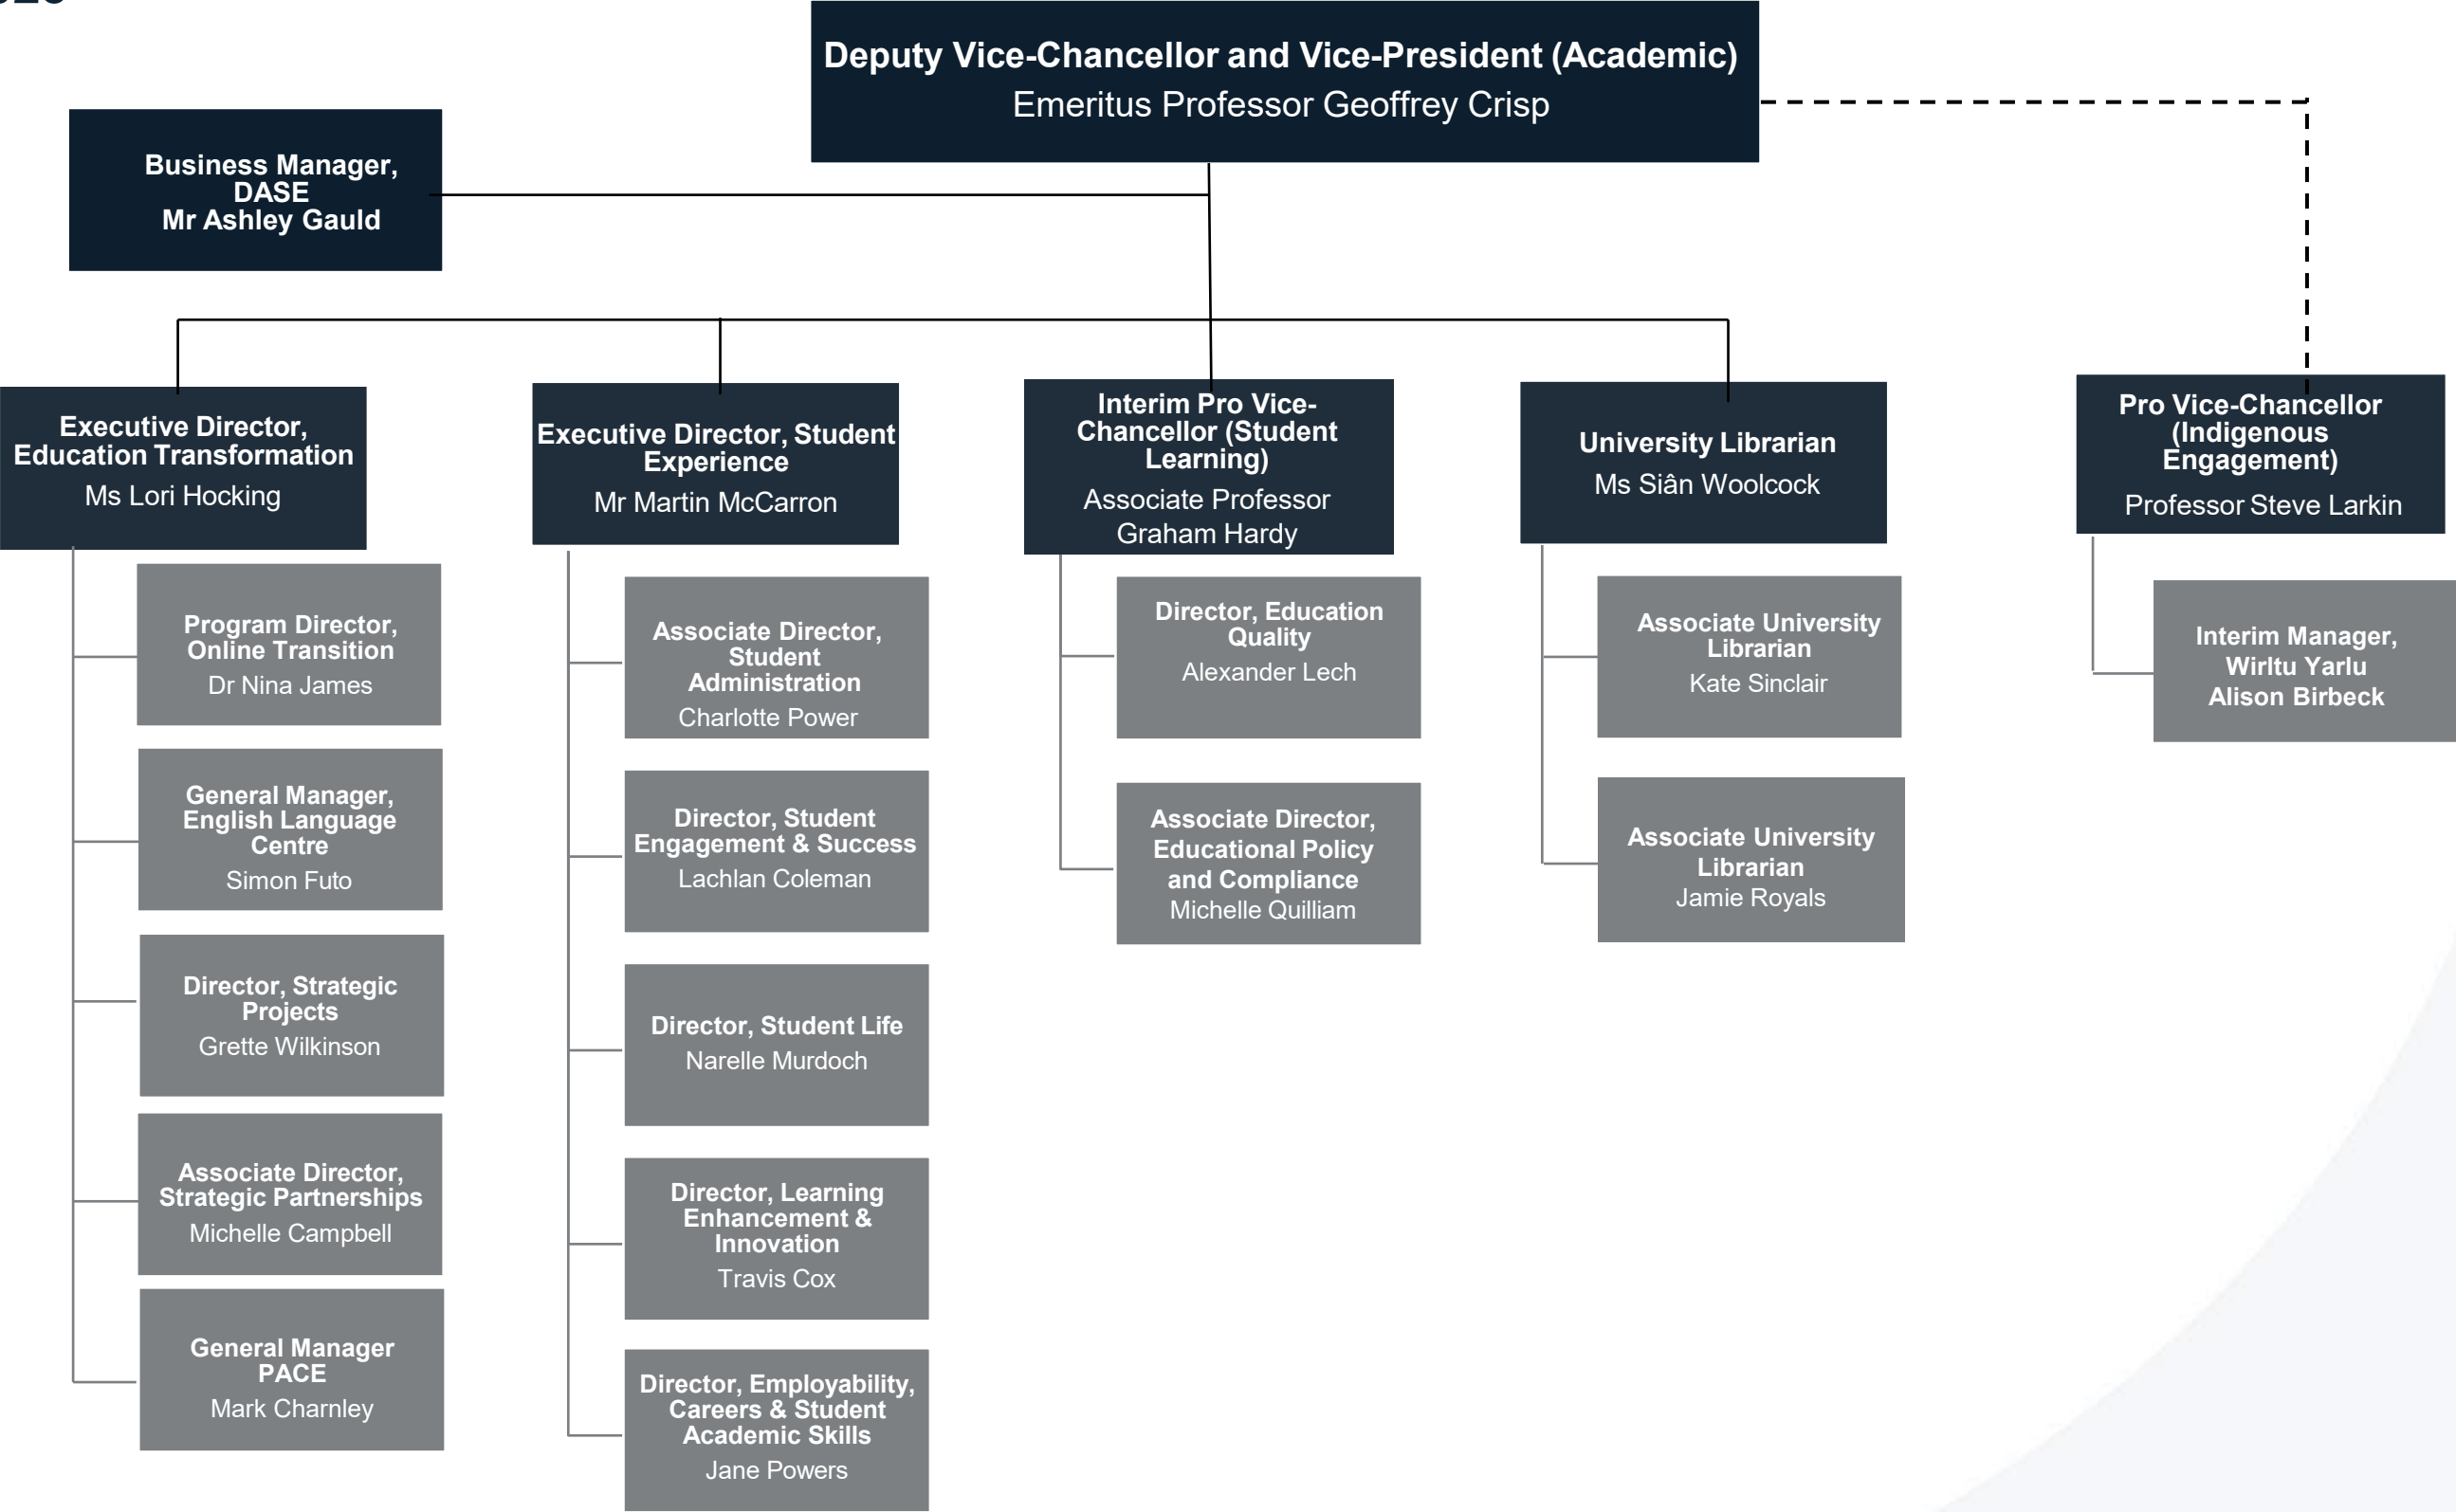 Deputy Vice-Chancellor and Vice-President (Academic)
Emeritus Professor Geoffrey Crisp
Business Manager,
DASE
Mr Ashley Gauld
Executive Director,
Education Transformation
Ms Lori Hocking
Program Director,
Online Transition
Dr Nina James
General Manager,
English Language
Centre
Simon Futo
Director, Strategic
Projects
Grette Wilkinson
Associate Director,
Strategic Partnerships
Michelle Campbell
General Manager
PACE
Mark Charnley
Executive Director, Student
Experience
Mr Martin McCarron
Associate Director,
Student
Administration
Charlotte Power
Director, Student
Engagement & Success
Lachlan Coleman
Director, Student Life
Narelle Murdoch
Director, Learning
Enhancement &
Innovation
Travis Cox
Director, Employability,
Careers & Student
Academic Skills
Jane Powers
Interim Pro Vice-
Chancellor (Student
Learning)
Associate Professor
Graham Hardy
Director, Education
Quality
Alexander Lech
Associate Director,
Educational Policy
and Compliance
Michelle Quilliam
University Librarian
Ms Siân Woolcock
Associate University
Librarian
Kate Sinclair
Associate University
Librarian
Jamie Royals
Pro Vice-Chancellor
(Indigenous
Engagement)
Professor Steve Larkin
Interim Manager,
Wirltu Yarlu
Alison Birbeck